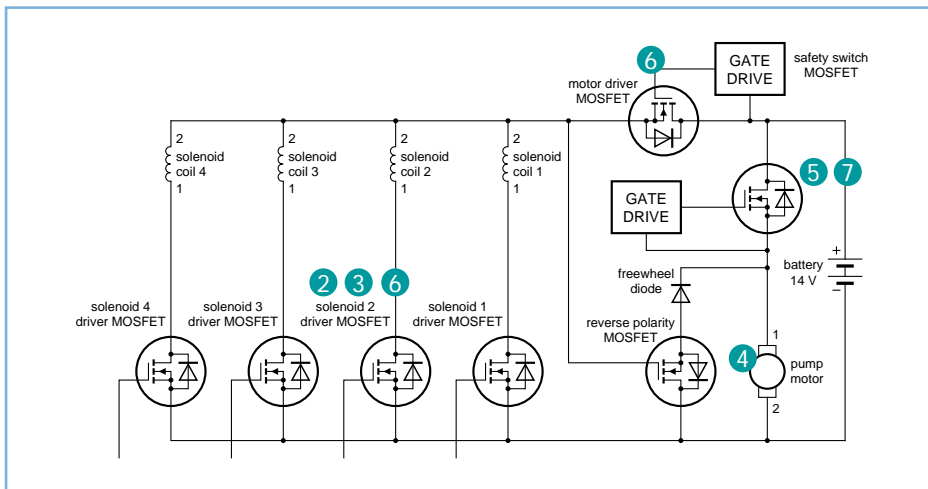 6
GATE
DRIVE
safety switch
MOSFET
motor driver
MOSFET
2
solenoid
coil 4
1
2
solenoid
coil 3
1
2
solenoid
coil 2
1
2
solenoid
coil 1
1
5 7
GATE
DRIVE
+
battery
14 V
−
freewheel
diode
2 3 6
solenoid 4
driver MOSFET
solenoid 3
driver MOSFET
solenoid 2
driver MOSFET
solenoid 1
driver MOSFET
reverse polarity
MOSFET
1
4
pump
motor
2